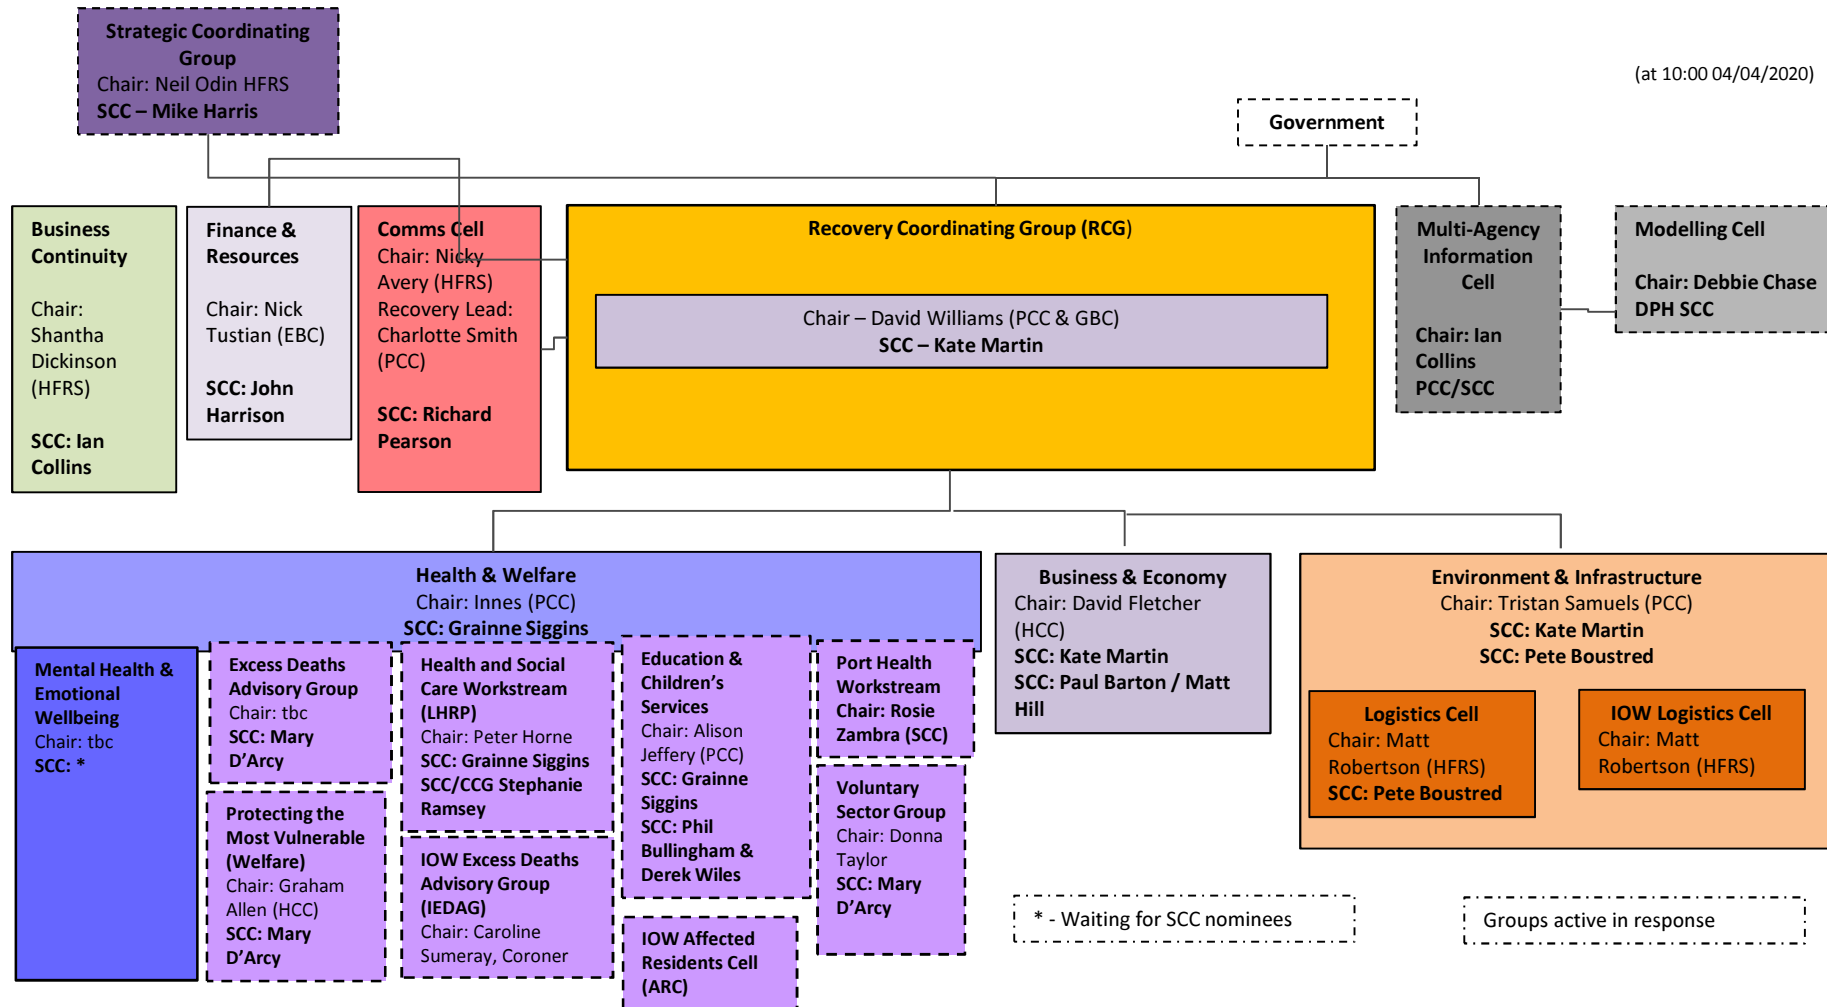 Strategic Coordinating
Group
Chair: Neil Odin HFRS
SCC – Mike Harris
(at 10:00 04/04/2020)
Government
Business
Continuity
Chair:
Shantha
Dickinson
(HFRS)
SCC: Ian
Collins
Finance &
Resources
Chair: Nick
Tustian (EBC)
SCC: John
Harrison
Comms Cell
Chair: Nicky
Avery (HFRS)
Recovery Lead:
Charlotte Smith
(PCC)
SCC: Richard
Pearson
Recovery Coordinating Group (RCG)
Chair – David Williams (PCC & GBC)
SCC – Kate Martin
Multi-Agency
Information
Cell
Chair: Ian
Collins
PCC/SCC
Modelling Cell
Chair: Debbie Chase
DPH SCC
Health & Welfare
Chair: Innes (PCC)
SCC: Grainne Siggins
Mental Health &
Emotional
Wellbeing
Chair: tbc
SCC: *
Excess Deaths
Advisory Group
Chair: tbc
SCC: Mary
D’Arcy
Protecting the
Most Vulnerable
(Welfare)
Chair: Graham
Allen (HCC)
SCC: Mary
D’Arcy
Health and Social
Care Workstream
(LHRP)
Chair: Peter Horne
SCC: Grainne Siggins
SCC/CCG Stephanie
Ramsey
IOW Excess Deaths
Advisory Group
(IEDAG)
Chair: Caroline
Sumeray, Coroner
Education &
Children’s
Services
Chair: Alison
Jeffery (PCC)
SCC: Grainne
Siggins
SCC: Phil
Bullingham &
Derek Wiles
IOW Affected
Residents Cell
(ARC)
Port Health
Workstream
Chair: Rosie
Zambra (SCC)
Voluntary
Sector Group
Chair: Donna
Taylor
SCC: Mary
D’Arcy
Business & Economy
Chair: David Fletcher
(HCC)
SCC: Kate Martin
SCC: Paul Barton / Matt
Hill
Environment & Infrastructure
Chair: Tristan Samuels (PCC)
SCC: Kate Martin
SCC: Pete Boustred
Logistics Cell
Chair: Matt
Robertson (HFRS)
SCC: Pete Boustred
IOW Logistics Cell
Chair: Matt
Robertson (HFRS)
* - Waiting for SCC nominees
Groups active in response